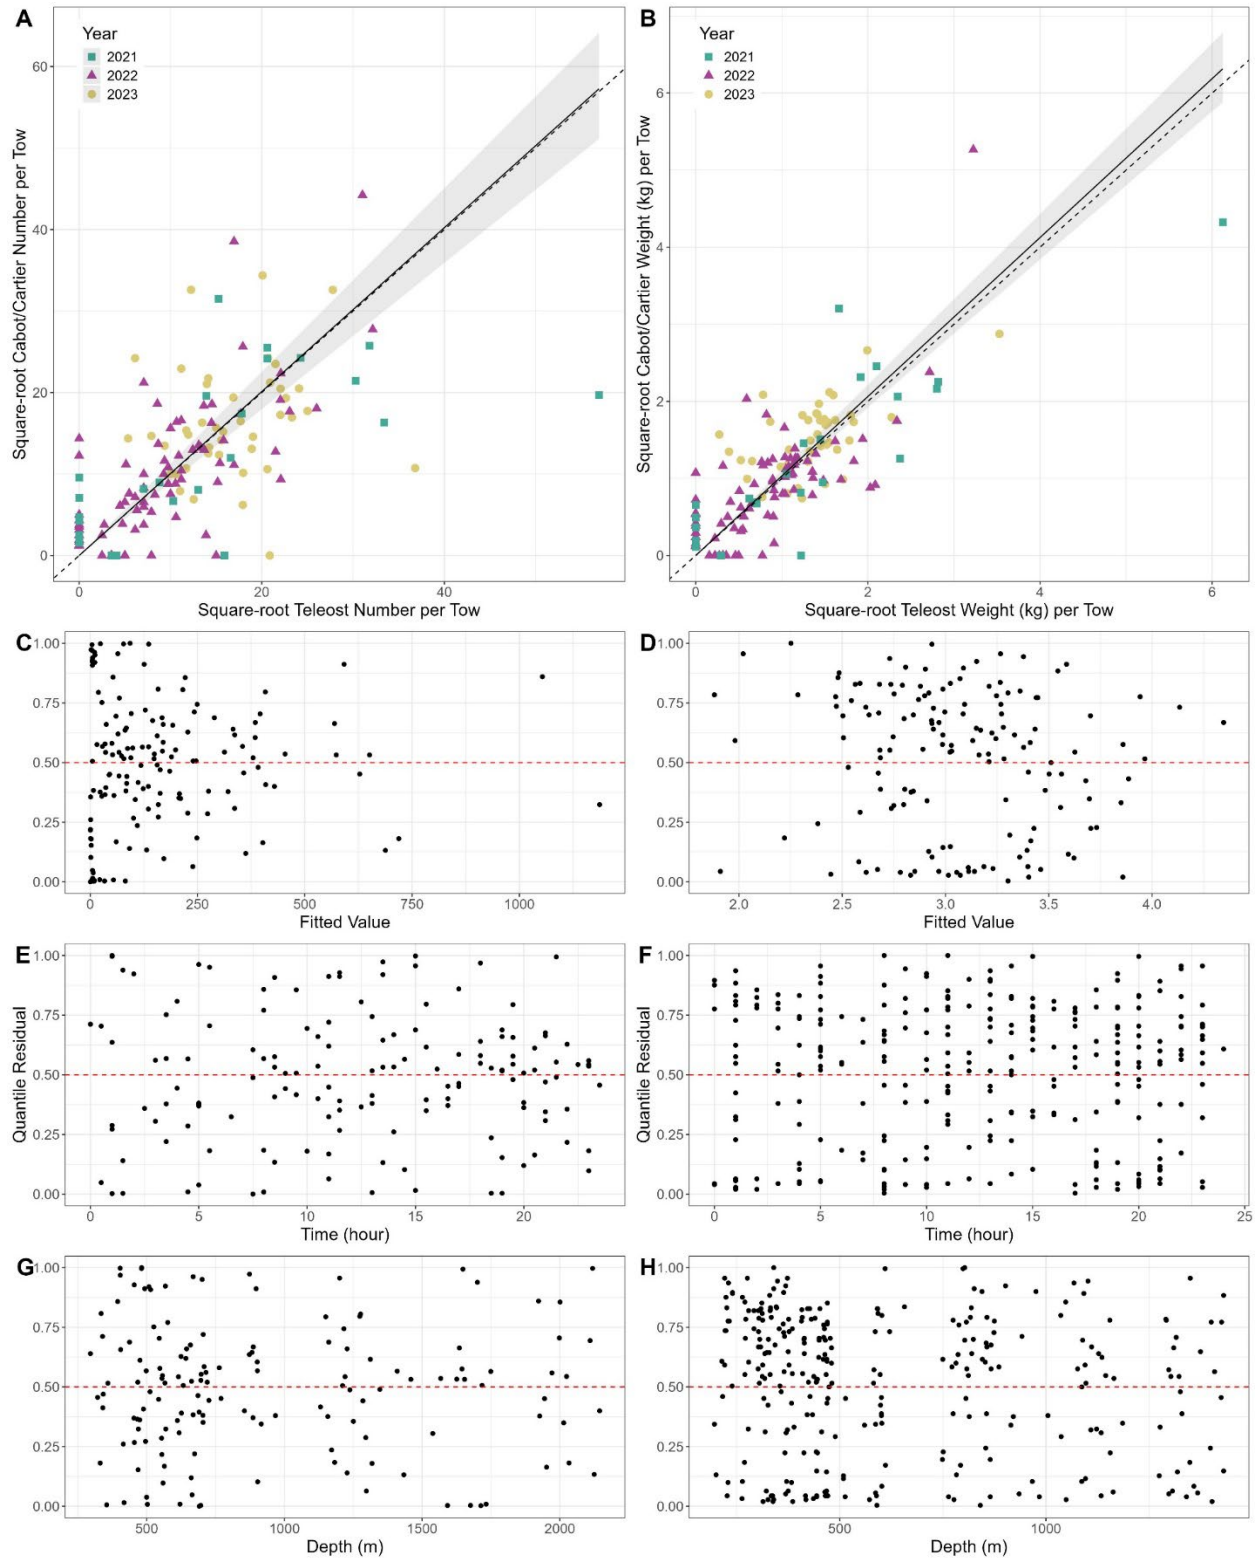 A
Year
2021
2022
2023
60
40
20
0
0 20 40
Square-root Cabot/Cartier Number per Tow
Square-root Teleost Number per Tow
B
Year
2021
2022
2023
6
4
2
0
0 2 4 6
Square-root Cabot/Cartier Weight (kg) per Tow
Square-root Teleost Weight (kg) per Tow
C
1.00
0.75
0.50
0.25
0.00
0 250 500 750 1000
Fitted Value
D
1.00
0.75
0.50
0.25
0.00
2.0 2.5 3.0 3.5 4.0
Fitted Value
E
1.00
0.75
0.50
0.25
0.00
0 5 10 15 20
Quantile Residual
Time (hour)
F
1.00
0.75
0.50
0.25
0.00
0 5 10 15 20 25
Quantile Residual
Time (hour)
G
1.00
0.75
0.50
0.25
0.00
500 1000 1500 2000
Depth (m)
H
1.00
0.75
0.50
0.25
0.00
500 1000
Depth (m)